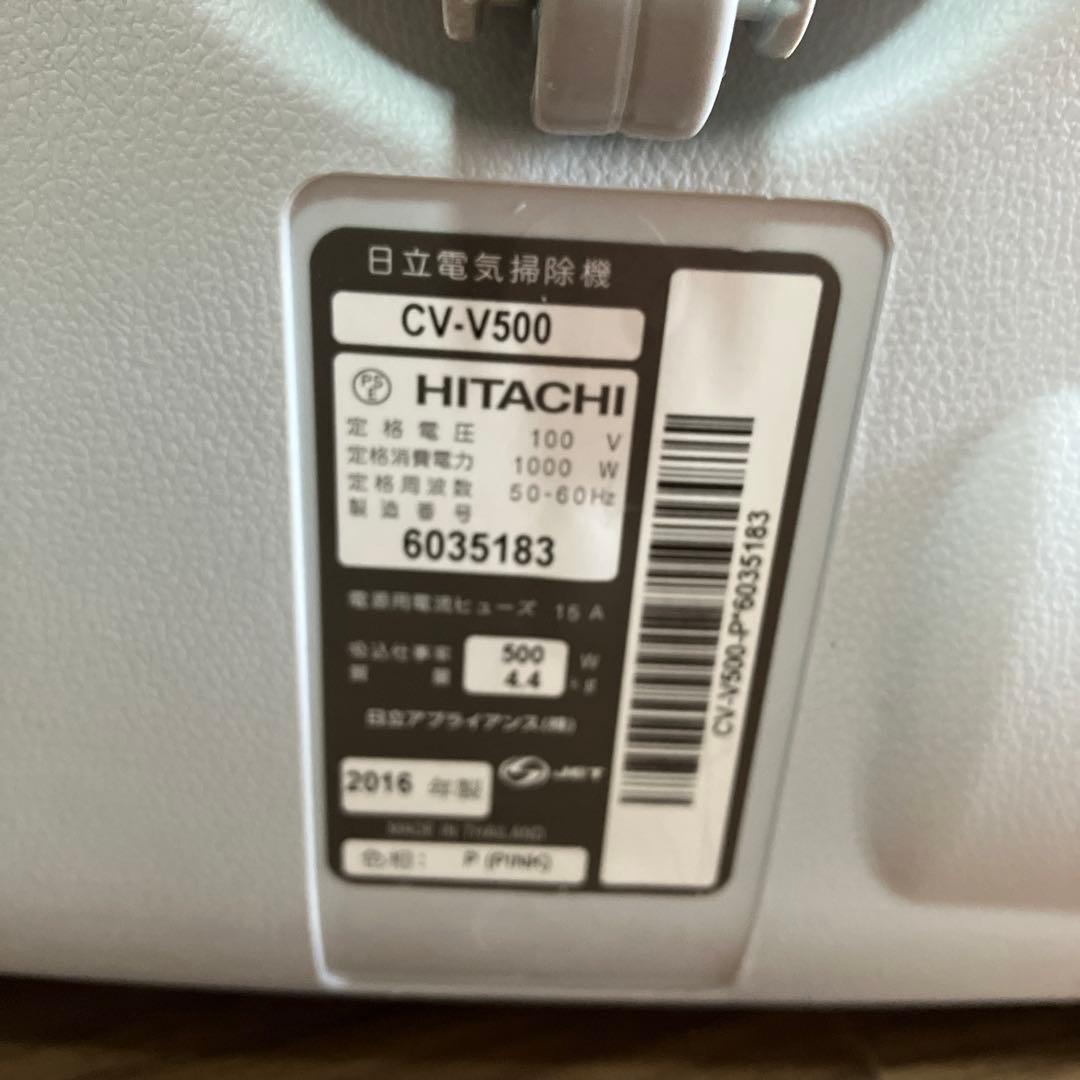 日立電気掃除機
CV-V500
PS
E
HITACHI
定格電圧 100 V
定格消費電力 1000 W
定格周波数 50-60Hz
製造番号
6035183
電源用電流ヒューズ 15 A
吸込仕事率 500 W
質量 4.4 kg
日立アプライアンス(株)
2016 年製
JET
MADE IN THAILAND
色相: P (PINK)
CV-V500-P*6035183